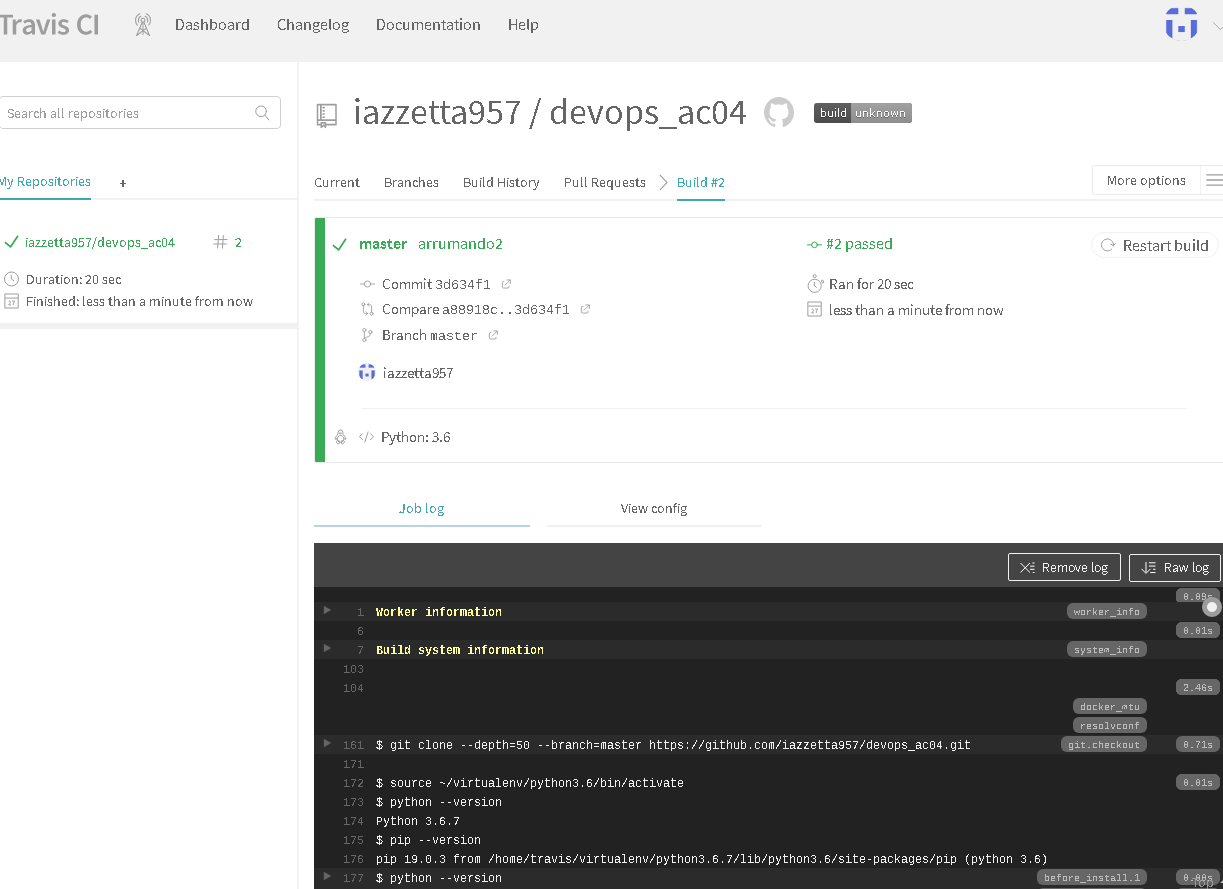 Travis CI
Dashboard Changelog Documentation Help
Search all repositories
My Repositories +
iazzetta957/devops_ac04 # 2
Duration: 20 sec
Finished: less than a minute from now
iazzetta957 / devops_ac04 build unknown
Current Branches Build History Pull Requests Build #2
More options
master arrumando2
#2 passed
Restart build
Commit 3d634f1
Ran for 20 sec
Compare a88918c..3d634f1
less than a minute from now
Branch master
iazzetta957
</> Python: 3.6
Job log View config
Remove log Raw log
0.09s
1 Worker information worker_info
6 0.01s
7 Build system information system_info
103
104 2.46s
docker_mtu
resolvconf
161 $ git clone --depth=50 --branch=master https://github.com/iazzetta957/devops_ac04.git git.checkout 0.71s
171
172 $ source ~/virtualenv/python3.6/bin/activate 0.01s
173 $ python --version
174 Python 3.6.7
175 $ pip --version
176 pip 19.0.3 from /home/travis/virtualenv/python3.6.7/lib/python3.6/site-packages/pip (python 3.6)
177 $ python --version before_install.1
Top